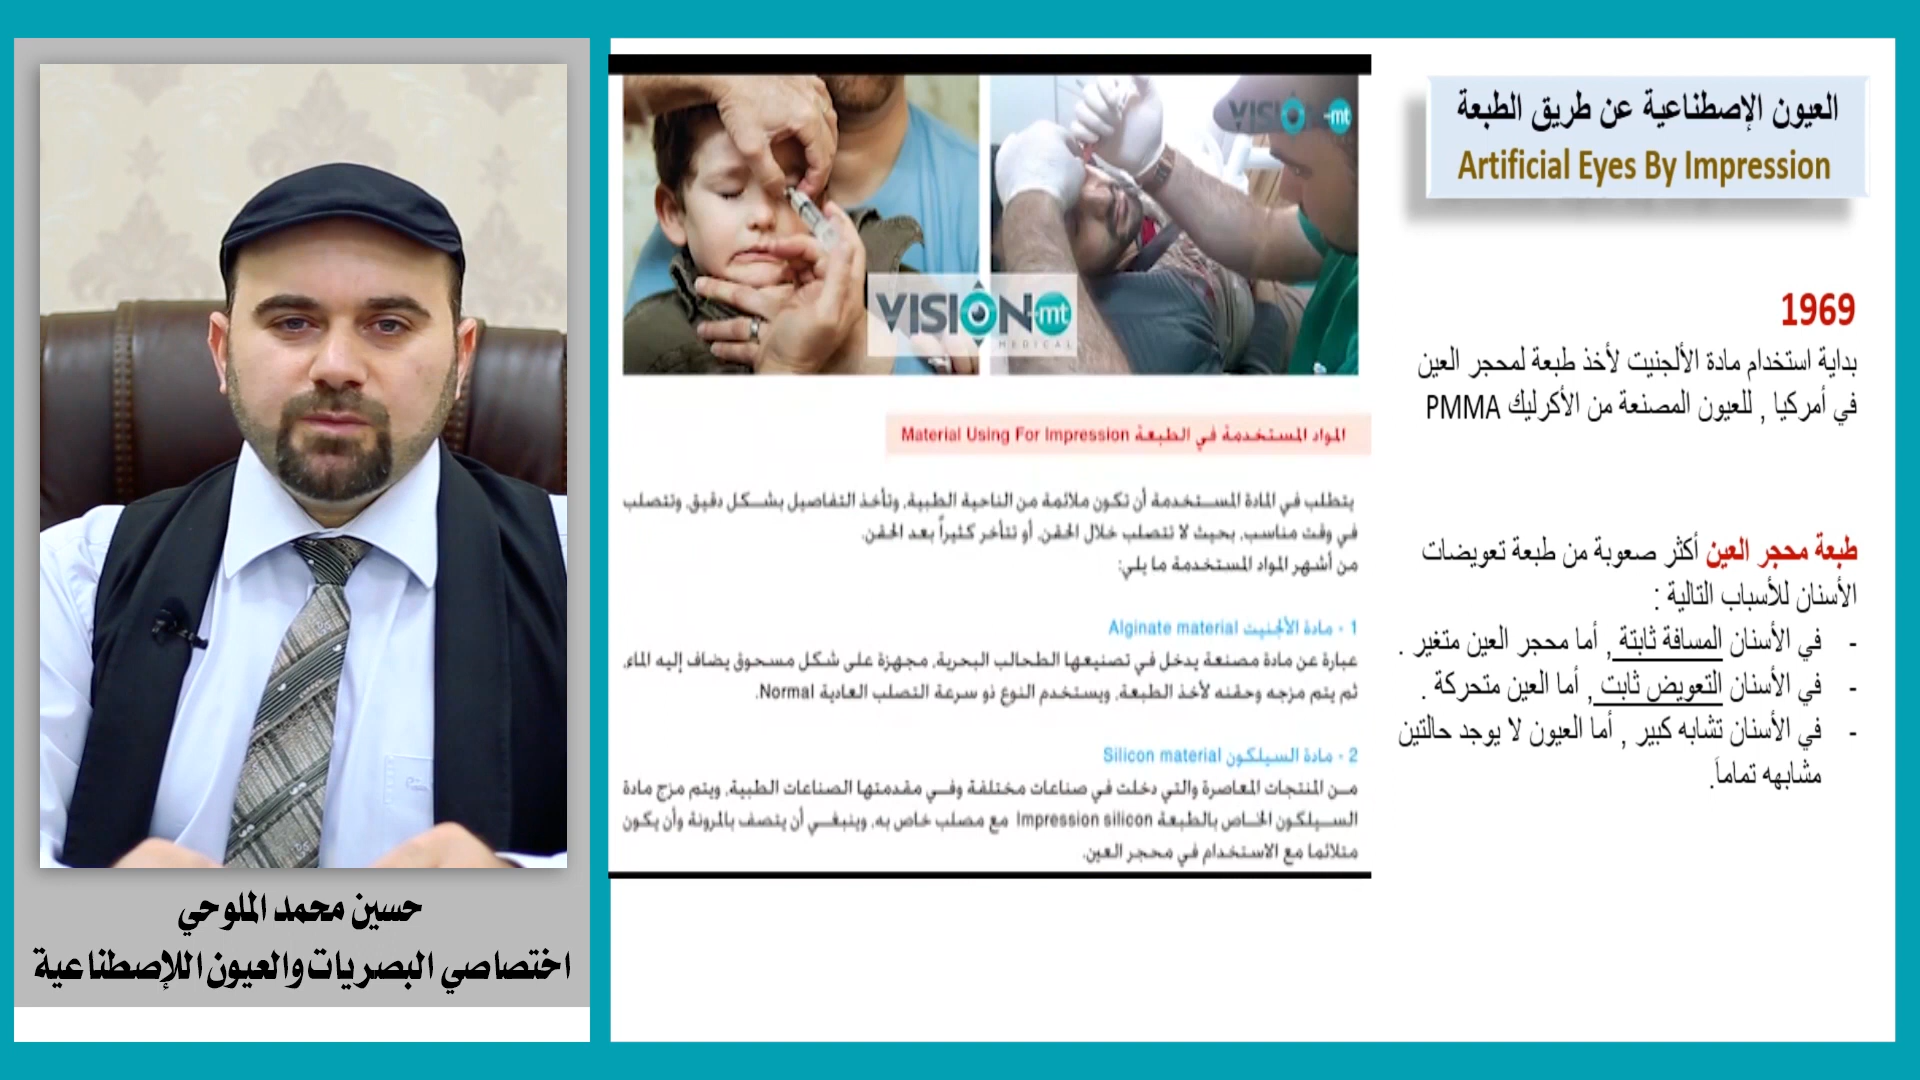 العيون الإصطناعية عن طريق الطبعة
Artificial Eyes By Impression
1969
بداية استخدام مادة الألجنيت لأخذ طبعة لمحجر العين
في أمركيا , للعيون المصنعة من الأكرليك PMMA
طبعة محجر العين أكثر صعوبة من طبعة تعويضات
الأسنان للأسباب التالية :
- في الأسنان المسافة ثابتة , أما محجر العين متغير .
- في الأسنان التعويض ثابت , أما العين متحركة .
- في الأسنان تشابه كبير , أما العيون لا يوجد حالتين
مشابهه تماماً.
VISION mt
VISION mt
MEDICAL
المواد المستخدمة في الطبعة Material Using For Impression
يتطلب في المادة المستخدمة أن تكون ملائمة من الناحية الطبية، وتأخذ التفاصيل بشكل دقيق، وتتصلب
في وقت مناسب، بحيث لا تتصلب خلال الحقن، أو تتأخر كثيراً بعد الحقن.
من أشهر المواد المستخدمة ما يلي:
1 - مادة الألجنيت Alginate material
عبارة عن مادة مصنعة يدخل في تصنيعها الطحالب البحرية، مجهزة على شكل مسحوق يضاف إليه الماء،
ثم يتم مزجه وحقنه لأخذ الطبعة، ويستخدم النوع ذو سرعة التصلب العادية Normal.
2 - مادة السيلكون Silicon material
من المنتجات المعاصرة والتي دخلت في صناعات مختلفة وفي مقدمتها الصناعات الطبية، ويتم مزج مادة
السيلكون الخاص بالطبعة Impression silicon مع مصلب خاص به، وينبغي أن يتصف بالمرونة وأن يكون
متلائما مع الاستخدام في محجر العين.
حسين محمد الملوحي
اختصاصي البصريات والعيون اللإصطناعية